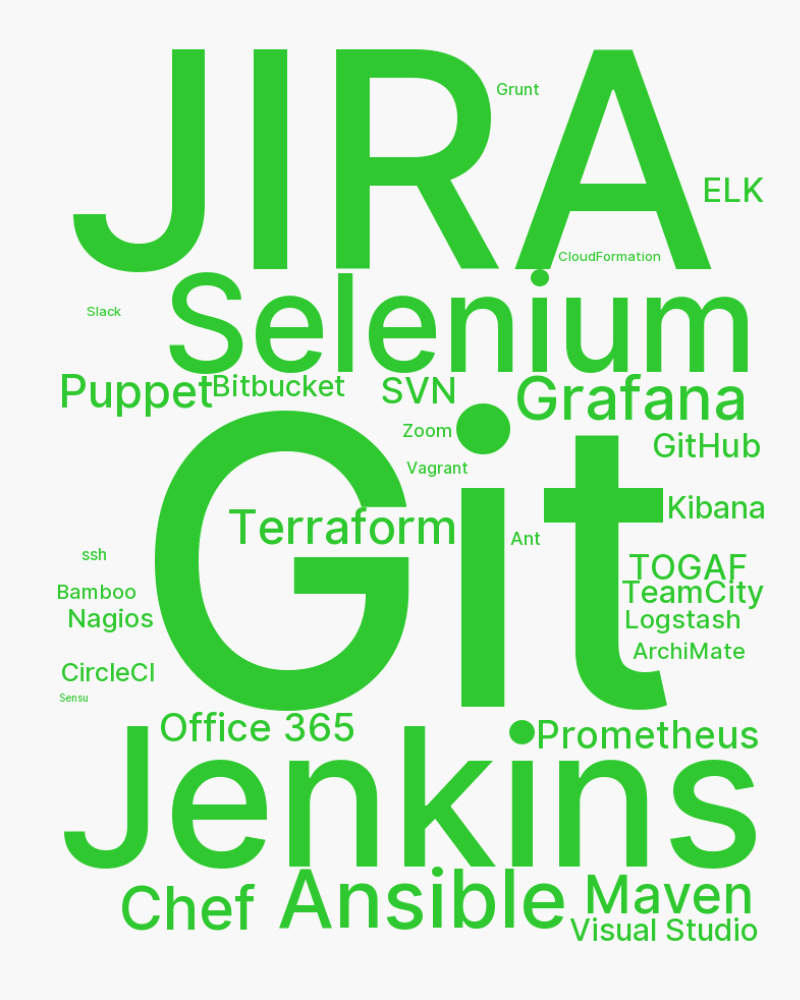 JIRA
Grunt
ELK
CloudFormation
Slack
Selenium
Puppet
Bitbucket
SVN
Grafana
Zoom
GitHub
Vagrant
Git
Terraform
Kibana
Ant
ssh
TOGAF
Bamboo
TeamCity
Nagios
Logstash
ArchiMate
CircleCI
Sensu
Office 365
Prometheus
Jenkins
Chef
Ansible
Maven
Visual Studio